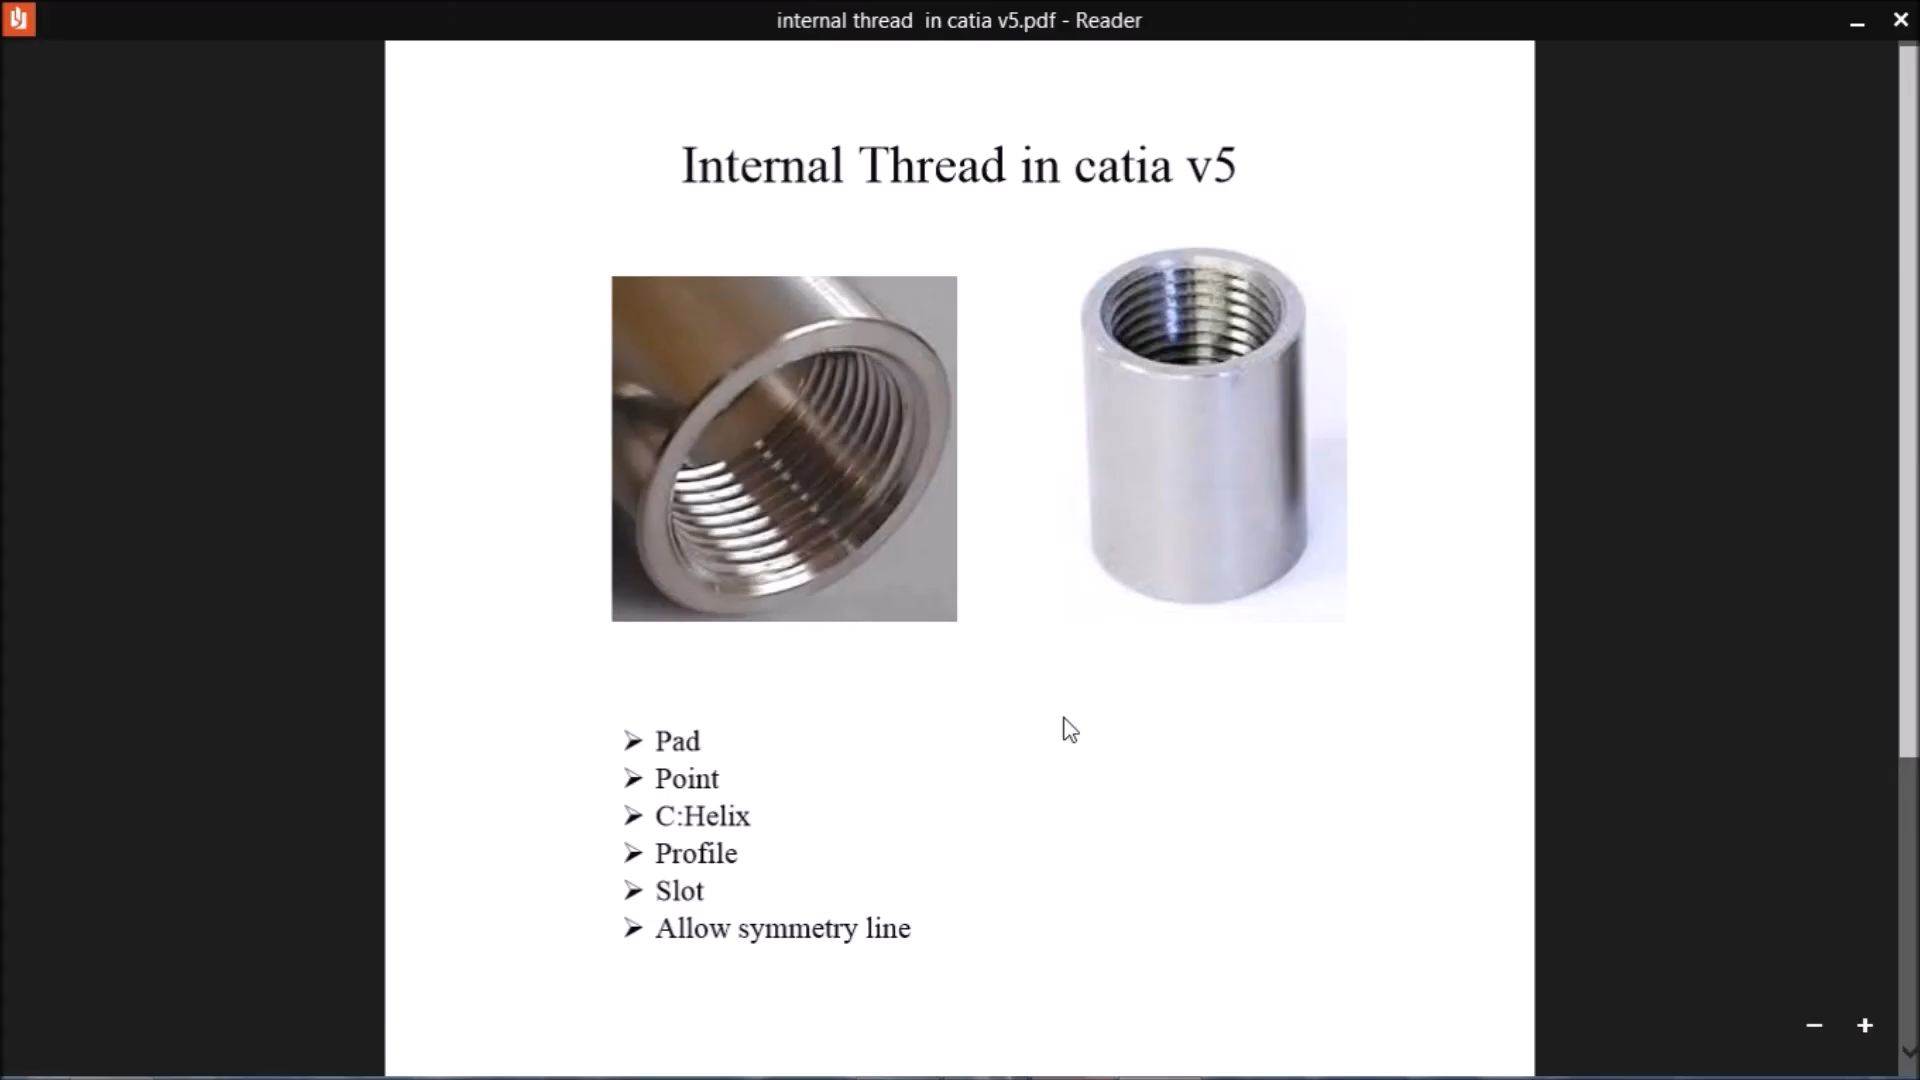 internal thread  in catia v5.pdf - Reader
Internal Thread in catia v5
Pad
Point
C:Helix
Profile
Slot
Allow symmetry line